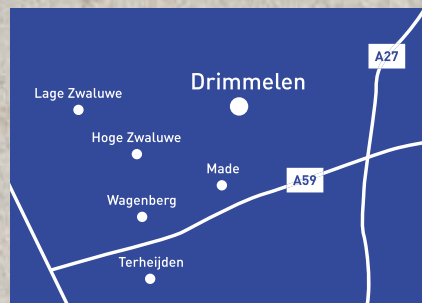 A27
Drimmelen
Lage Zwaluwe
Hoge Zwaluwe
Made
A59
Wagenberg
Terheijden